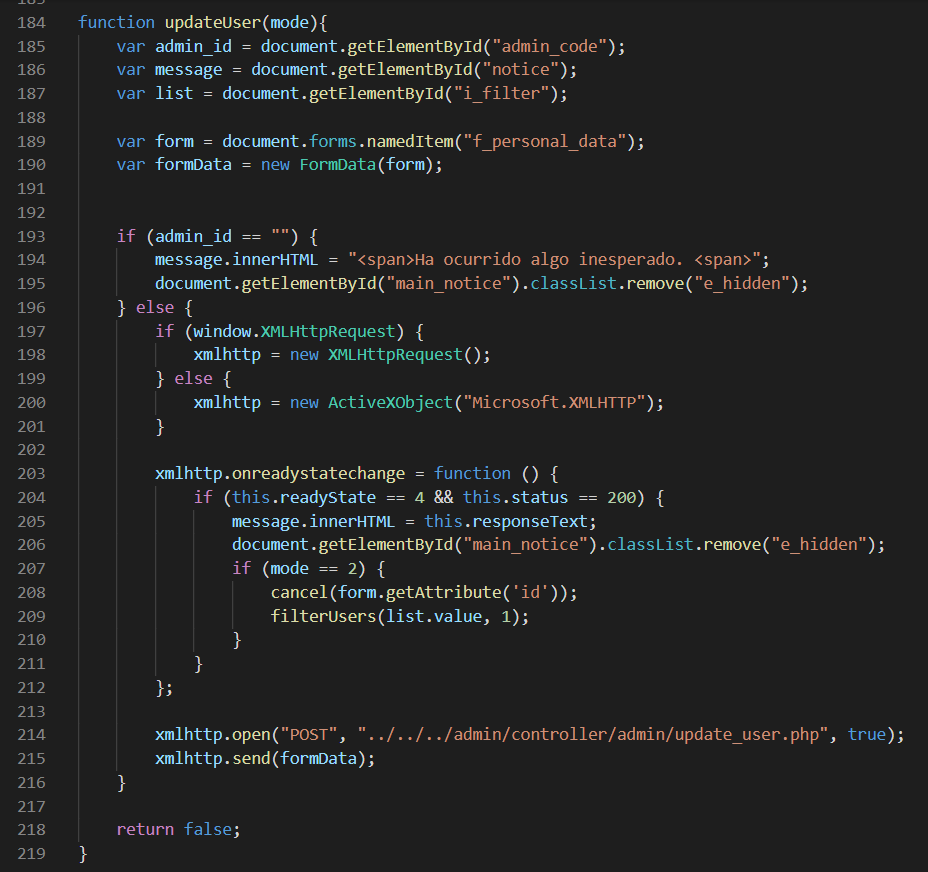 184 function updateUser(mode){
185     var admin_id = document.getElementById("admin_code");
186     var message = document.getElementById("notice");
187     var list = document.getElementById("i_filter");
188
189     var form = document.forms.namedItem("f_personal_data");
190     var formData = new FormData(form);
191
192
193     if (admin_id == "") {
194         message.innerHTML = "<span>Ha ocurrido algo inesperado. <span>";
195         document.getElementById("main_notice").classList.remove("e_hidden");
196     } else {
197         if (window.XMLHttpRequest) {
198             xmlhttp = new XMLHttpRequest();
199         } else {
200             xmlhttp = new ActiveXObject("Microsoft.XMLHTTP");
201         }
202
203         xmlhttp.onreadystatechange = function () {
204             if (this.readyState == 4 && this.status == 200) {
205                 message.innerHTML = this.responseText;
206                 document.getElementById("main_notice").classList.remove("e_hidden");
207                 if (mode == 2) {
208                     cancel(form.getAttribute('id'));
209                     filterUsers(list.value, 1);
210                 }
211             }
212         };
213
214         xmlhttp.open("POST", "../../../admin/controller/admin/update_user.php", true);
215         xmlhttp.send(formData);
216     }
217
218     return false;
219 }